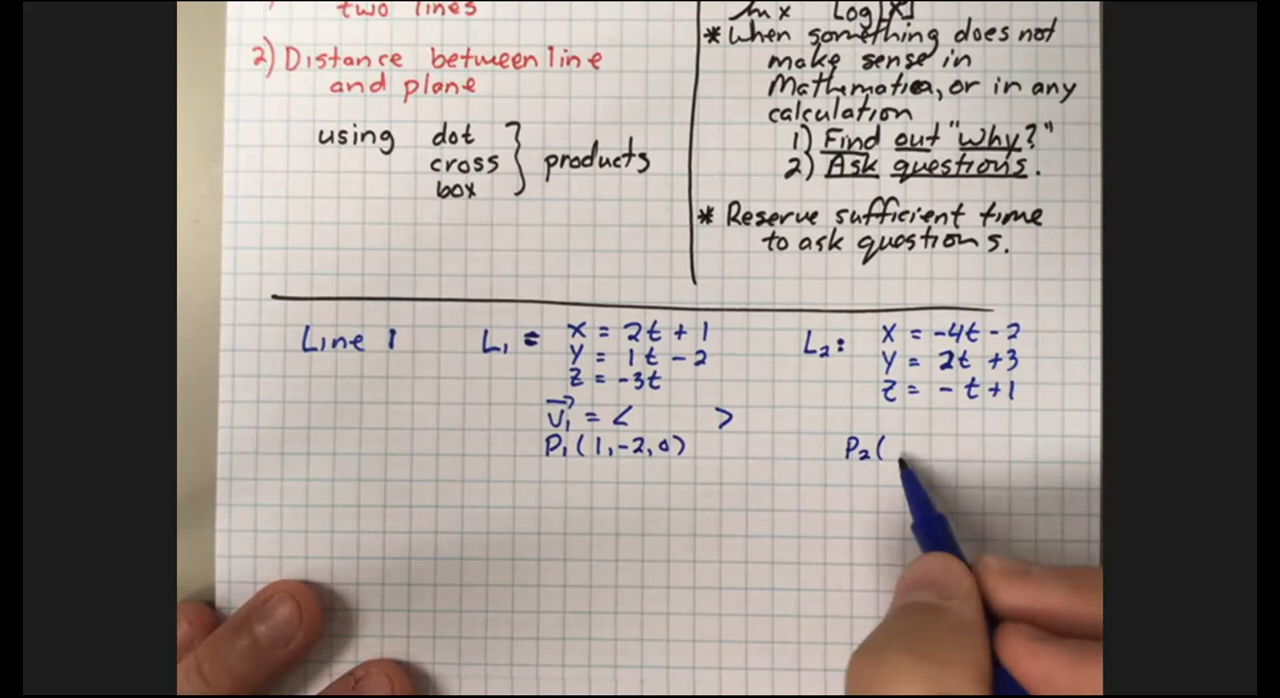 two lines
2) Distance between line
and plane
using dot
cross } products
box
ln x Log[x]
* When something does not
make sense in
Mathematica, or in any
calculation
1) Find out "why?"
2) Ask questions.
* Reserve sufficient time
to ask questions.
Line 1
L₁ = x = 2t + 1
y = 1t - 2
z = -3t
v₁ = < >
P₁(1,-2,0)
L₂: x = -4t - 2
y = 2t +3
z = - t +1
P₂(